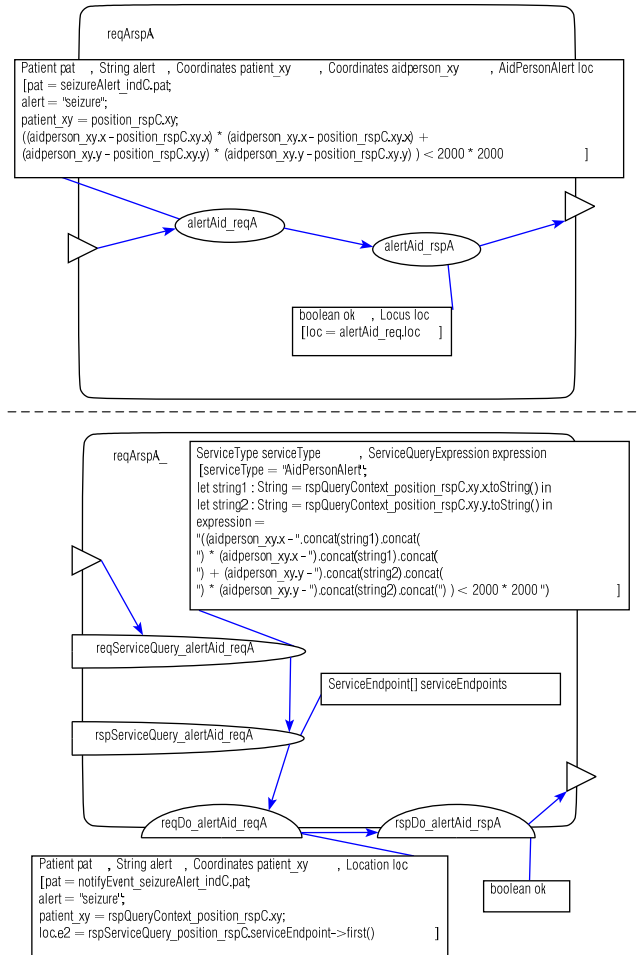 reqArspA
Patient pat , String alert , Coordinates patient_xy , Coordinates aidperson_xy , AidPersonAlert loc
[pat = seizureAlert_indC.pat;
alert = "seizure";
patient_xy = position_rspC.xy;
((aidperson_xy.x - position_rspC.xy.x) * (aidperson_xy.x - position_rspC.xy.x) +
(aidperson_xy.y - position_rspC.xy.y) * (aidperson_xy.y - position_rspC.xy.y) ) < 2000 * 2000 ]
alertAid_reqA
alertAid_rspA
boolean ok , Locus loc
[loc = alertAid_req.loc ]
reqArspA_
ServiceType serviceType , ServiceQueryExpression expression
[serviceType = "AidPersonAlert";
let string1 : String = rspQueryContext_position_rspC.xy.x.toString() in
let string2 : String = rspQueryContext_position_rspC.xy.y.toString() in
expression =
"((aidperson_xy.x - ".concat(string1).concat(
") * (aidperson_xy.x - ").concat(string1).concat(
") + (aidperson_xy.y - ").concat(string2).concat(
") * (aidperson_xy.y - ").concat(string2).concat(") ) < 2000 * 2000 ") ]
reqServiceQuery_alertAid_reqA
ServiceEndpoint[] serviceEndpoints
rspServiceQuery_alertAid_reqA
reqDo_alertAid_reqA
rspDo_alertAid_rspA
Patient pat , String alert , Coordinates patient_xy , Location loc
[pat = notifyEvent_seizureAlert_indC.pat;
alert = "seizure";
patient_xy = rspQueryContext_position_rspC.xy;
loc.e2 = rspServiceQuery_position_rspC.serviceEndpoint->first() ]
boolean ok